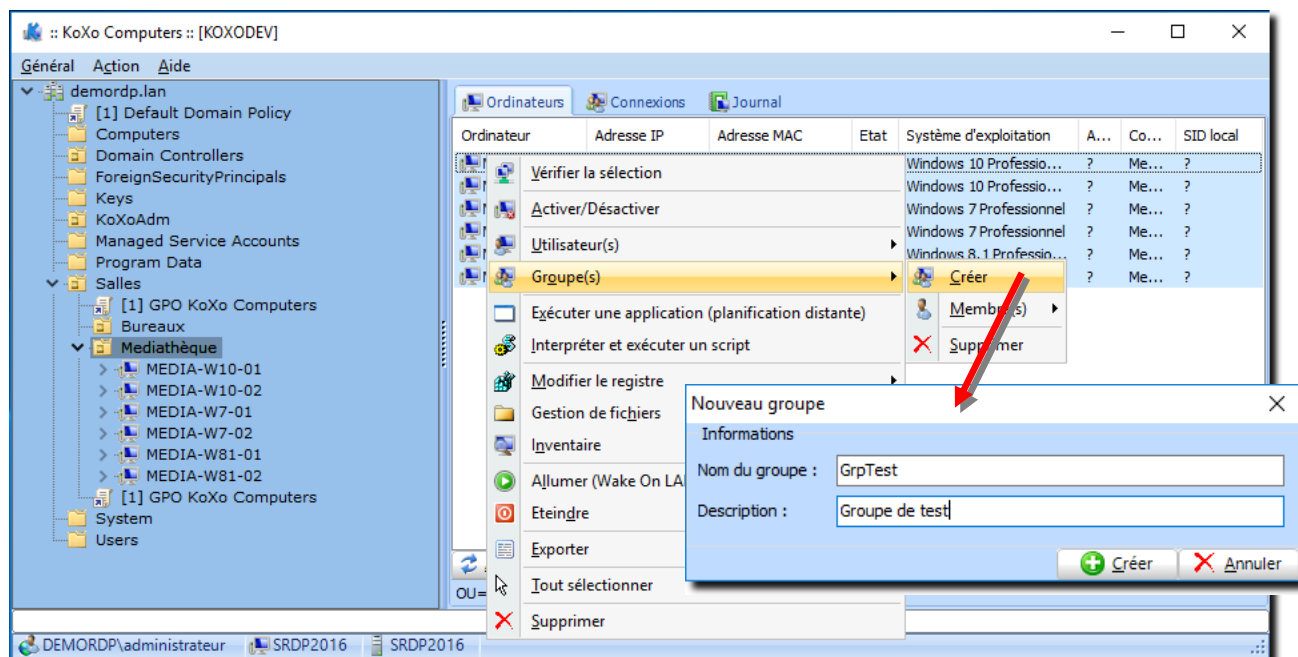 :: KoXo Computers :: [KOXODEV]
Général Action Aide
demordp.lan
[1] Default Domain Policy
Computers
Domain Controllers
ForeignSecurityPrincipals
Keys
KoXoAdm
Managed Service Accounts
Program Data
Salles
[1] GPO KoXo Computers
Bureaux
Mediathèque
MEDIA-W10-01
MEDIA-W10-02
MEDIA-W7-01
MEDIA-W7-02
MEDIA-W81-01
MEDIA-W81-02
[1] GPO KoXo Computers
System
Users
Ordinateurs Connexions Journal
Ordinateur Adresse IP Adresse MAC Etat Système d'exploitation A... Co... SID local
Windows 10 Professio... ? Me... ?
Windows 10 Professio... ? Me... ?
Windows 7 Professionnel ? Me... ?
Windows 7 Professionnel ? Me... ?
Windows 8.1 Professio... ? Me... ?
? Me... ?
Vérifier la sélection
Activer/Désactiver
Utilisateur(s)
Groupe(s)
Exécuter une application (planification distante)
Interpréter et exécuter un script
Modifier le registre
Gestion de fichiers
Inventaire
Allumer (Wake On LA
Eteindre
Exporter
Tout sélectionner
Supprimer
Créer
Membre(s)
Supprimer
Nouveau groupe
Informations
Nom du groupe : GrpTest
Description : Groupe de test
Créer Annuler
OU=
DEMORDP\administrateur SRDP2016 SRDP2016